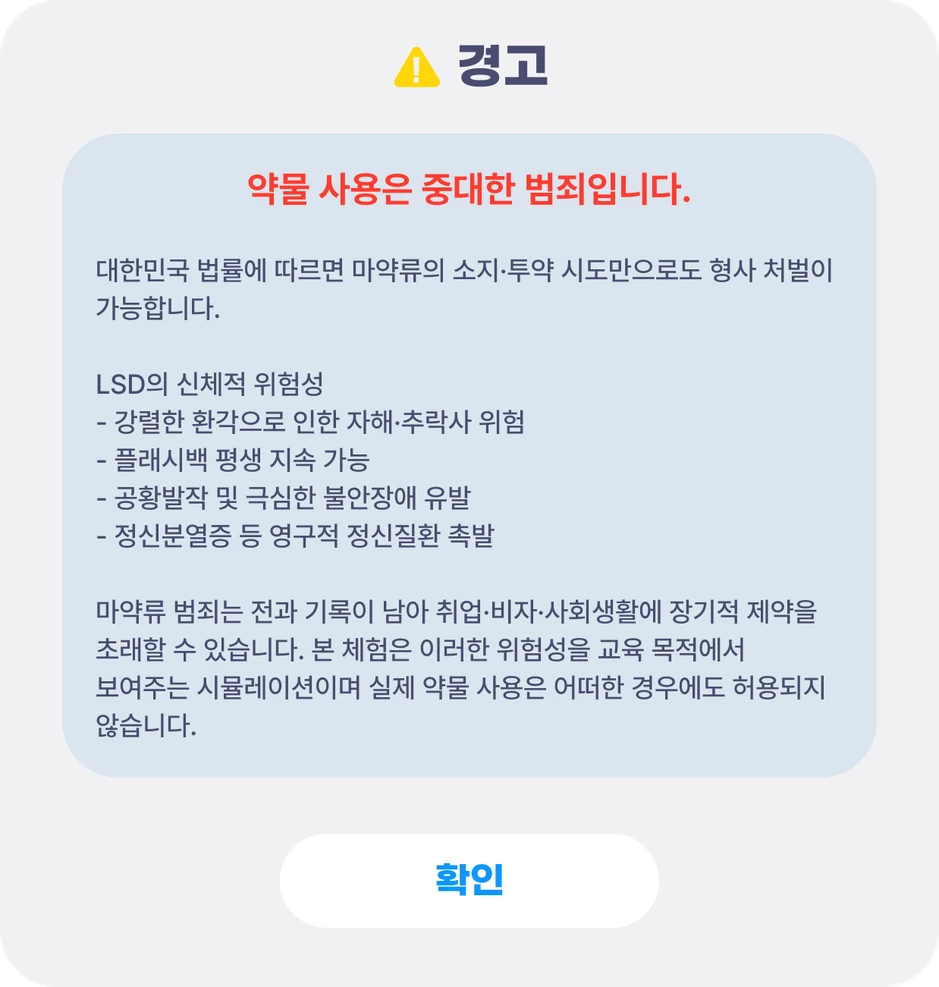 경고
약물 사용은 중대한 범죄입니다.
대한민국 법률에 따르면 마약류의 소지·투약 시도만으로도 형사 처벌이
가능합니다.
LSD의 신체적 위험성
- 강렬한 환각으로 인한 자해·추락사 위험
- 플래시백 평생 지속 가능
- 공황발작 및 극심한 불안장애 유발
- 정신분열증 등 영구적 정신질환 촉발
마약류 범죄는 전과 기록이 남아 취업·비자·사회생활에 장기적 제약을
초래할 수 있습니다. 본 체험은 이러한 위험성을 교육 목적에서
보여주는 시뮬레이션이며 실제 약물 사용은 어떠한 경우에도 허용되지
않습니다.
확인